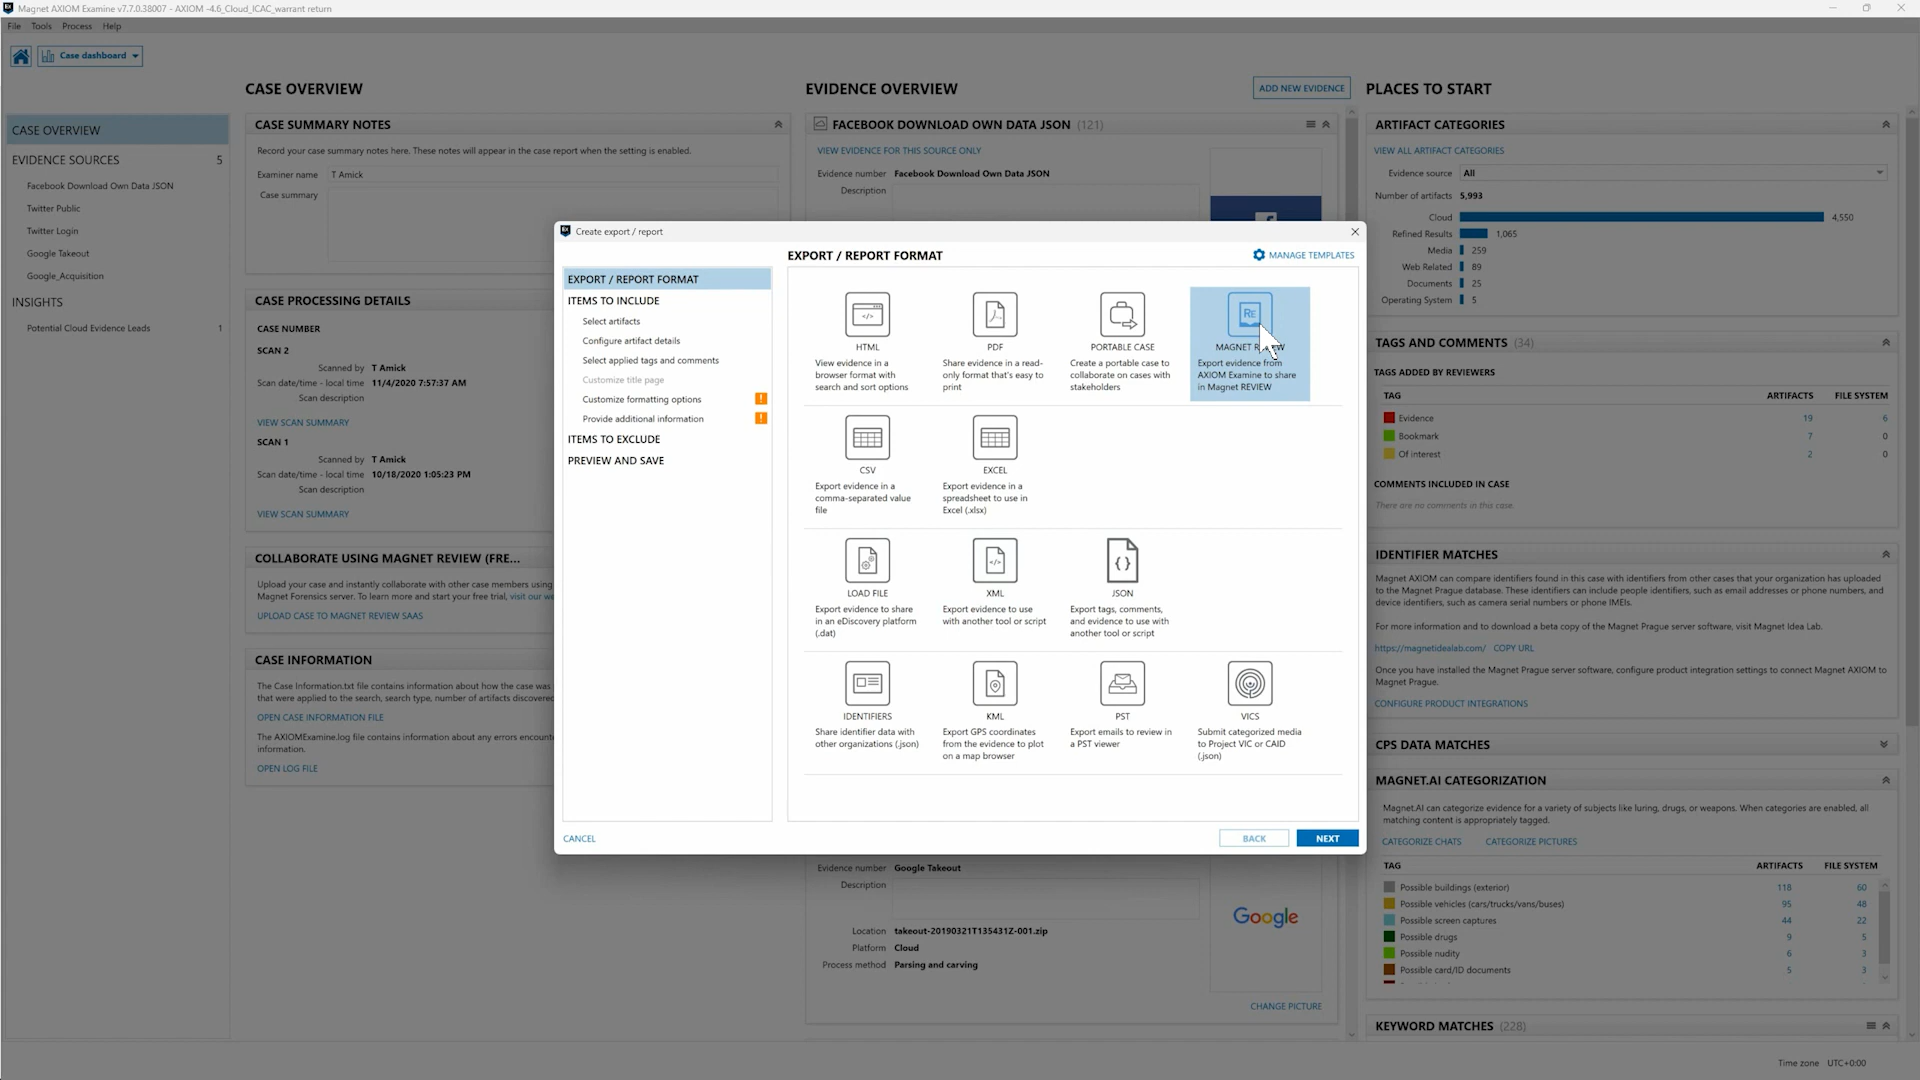 Magnet AXIOM Examine v7.7.0.38007 - AXIOM -4.6_Cloud_ICAC_warrant return
File Tools Process Help
Case dashboard
CASE OVERVIEW
EVIDENCE OVERVIEW
ADD NEW EVIDENCE
PLACES TO START
CASE OVERVIEW
EVIDENCE SOURCES 5
Facebook Download Own Data JSON
Twitter Public
Twitter Login
Google Takeout
Google_Acquisition
INSIGHTS
Potential Cloud Evidence Leads 1
CASE SUMMARY NOTES
Record your case summary notes here. These notes will appear in the case report when the setting is enabled.
Examiner name T Amick
Case summary
CASE PROCESSING DETAILS
CASE NUMBER
SCAN 2
Scanned by T Amick
Scan date/time - local time 11/4/2020 7:57:37 AM
Scan description
VIEW SCAN SUMMARY
SCAN 1
Scanned by T Amick
Scan date/time - local time 10/18/2020 1:05:23 PM
Scan description
VIEW SCAN SUMMARY
COLLABORATE USING MAGNET REVIEW (FRE...
Upload your case and instantly collaborate with other case members using
Magnet Forensics server. To learn more and start your free trial, visit our we
UPLOAD CASE TO MAGNET REVIEW SAAS
CASE INFORMATION
The Case Information.txt file contains information about how the case was
that were applied to the search, search type, number of artifacts discovered
OPEN CASE INFORMATION FILE
The AXIOMExamine.log file contains information about any errors encount
information.
OPEN LOG FILE
FACEBOOK DOWNLOAD OWN DATA JSON (121)
VIEW EVIDENCE FOR THIS SOURCE ONLY
Evidence number Facebook Download Own Data JSON
Description
Create export / report
EXPORT / REPORT FORMAT
MANAGE TEMPLATES
EXPORT / REPORT FORMAT
ITEMS TO INCLUDE
Select artifacts
Configure artifact details
Select applied tags and comments
Customize title page
Customize formatting options !
Provide additional information !
ITEMS TO EXCLUDE
PREVIEW AND SAVE
HTML
View evidence in a
browser format with
search and sort options
PDF
Share evidence in a read-
only format that's easy to
print
PORTABLE CASE
Create a portable case to
collaborate on cases with
stakeholders
RE
MAGNET R W
Export evidence from
AXIOM Examine to share
in Magnet REVIEW
CSV
Export evidence in a
comma-separated value
file
EXCEL
Export evidence in a
spreadsheet to use in
Excel (.xlsx)
LOAD FILE
Export evidence to share
in an eDiscovery platform
(.dat)
XML
Export evidence to use
with another tool or script
JSON
Export tags, comments,
and evidence to use with
another tool or script
IDENTIFIERS
Share identifier data with
other organizations (.json)
KML
Export GPS coordinates
from the evidence to plot
on a map browser
PST
Export emails to review in
a PST viewer
VICS
Submit categorized media
to Project VIC or CAID
(.json)
CANCEL
BACK
NEXT
Evidence number Google Takeout
Description
Location takeout-20190321T135431Z-001.zip
Platform Cloud
Process method Parsing and carving
Google
CHANGE PICTURE
ARTIFACT CATEGORIES
VIEW ALL ARTIFACT CATEGORIES
Evidence source All
Number of artifacts 5,993
Cloud 4,550
Refined Results 1,065
Media 259
Web Related 89
Documents 25
Operating System 5
TAGS AND COMMENTS (34)
TAGS ADDED BY REVIEWERS
TAG ARTIFACTS FILE SYSTEM
Evidence 19 6
Bookmark 7 0
Of interest 2 0
COMMENTS INCLUDED IN CASE
There are no comments in this case.
IDENTIFIER MATCHES
Magnet AXIOM can compare identifiers found in this case with identifiers from other cases that your organization has uploaded
to the Magnet Prague database. These identifiers can include people identifiers, such as email addresses or phone numbers, and
device identifiers, such as camera serial numbers or phone IMEIs.
For more information and to download a beta copy of the Magnet Prague server software, visit Magnet Idea Lab.
https://magnetidealab.com/ COPY URL
Once you have installed the Magnet Prague server software, configure product integration settings to connect Magnet AXIOM to
Magnet Prague.
CONFIGURE PRODUCT INTEGRATIONS
CPS DATA MATCHES
MAGNET.AI CATEGORIZATION
Magnet.AI can categorize evidence for a variety of subjects like luring, drugs, or weapons. When categories are enabled, all
matching content is appropriately tagged.
CATEGORIZE CHATS CATEGORIZE PICTURES
TAG ARTIFACTS FILE SYSTEM
Possible buildings (exterior) 118 60
Possible vehicles (cars/trucks/vans/buses) 95 48
Possible screen captures 44 22
Possible drugs 9 5
Possible nudity 6 3
Possible card/ID documents 5 3
KEYWORD MATCHES (228)
Time zone UTC+0:00